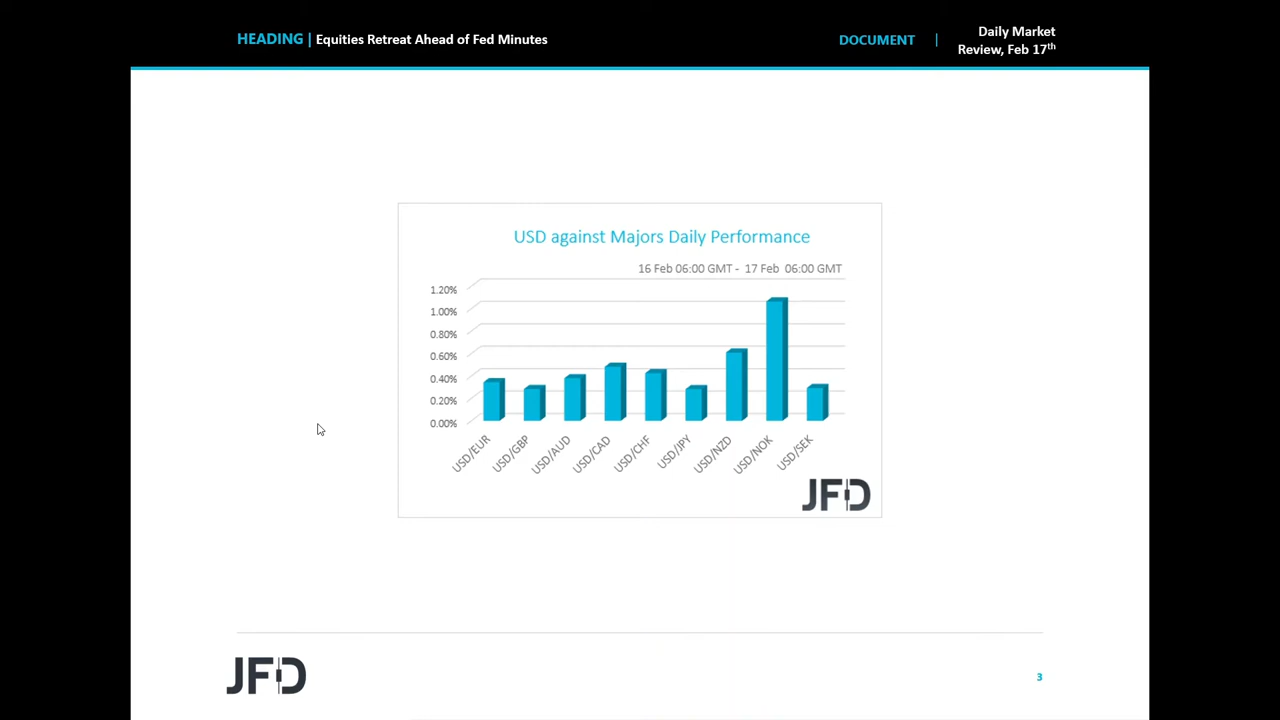 HEADING | Equities Retreat Ahead of Fed Minutes
DOCUMENT | Daily Market
Review, Feb 17th
USD against Majors Daily Performance
16 Feb 06:00 GMT - 17 Feb 06:00 GMT
1.20%
1.00%
0.80%
0.60%
0.40%
0.20%
0.00%
USD/EUR
USD/GBP
USD/AUD
USD/CAD
USD/CHF
USD/JPY
USD/NZD
USD/NOK
USD/SEK
JFD
JFD
3